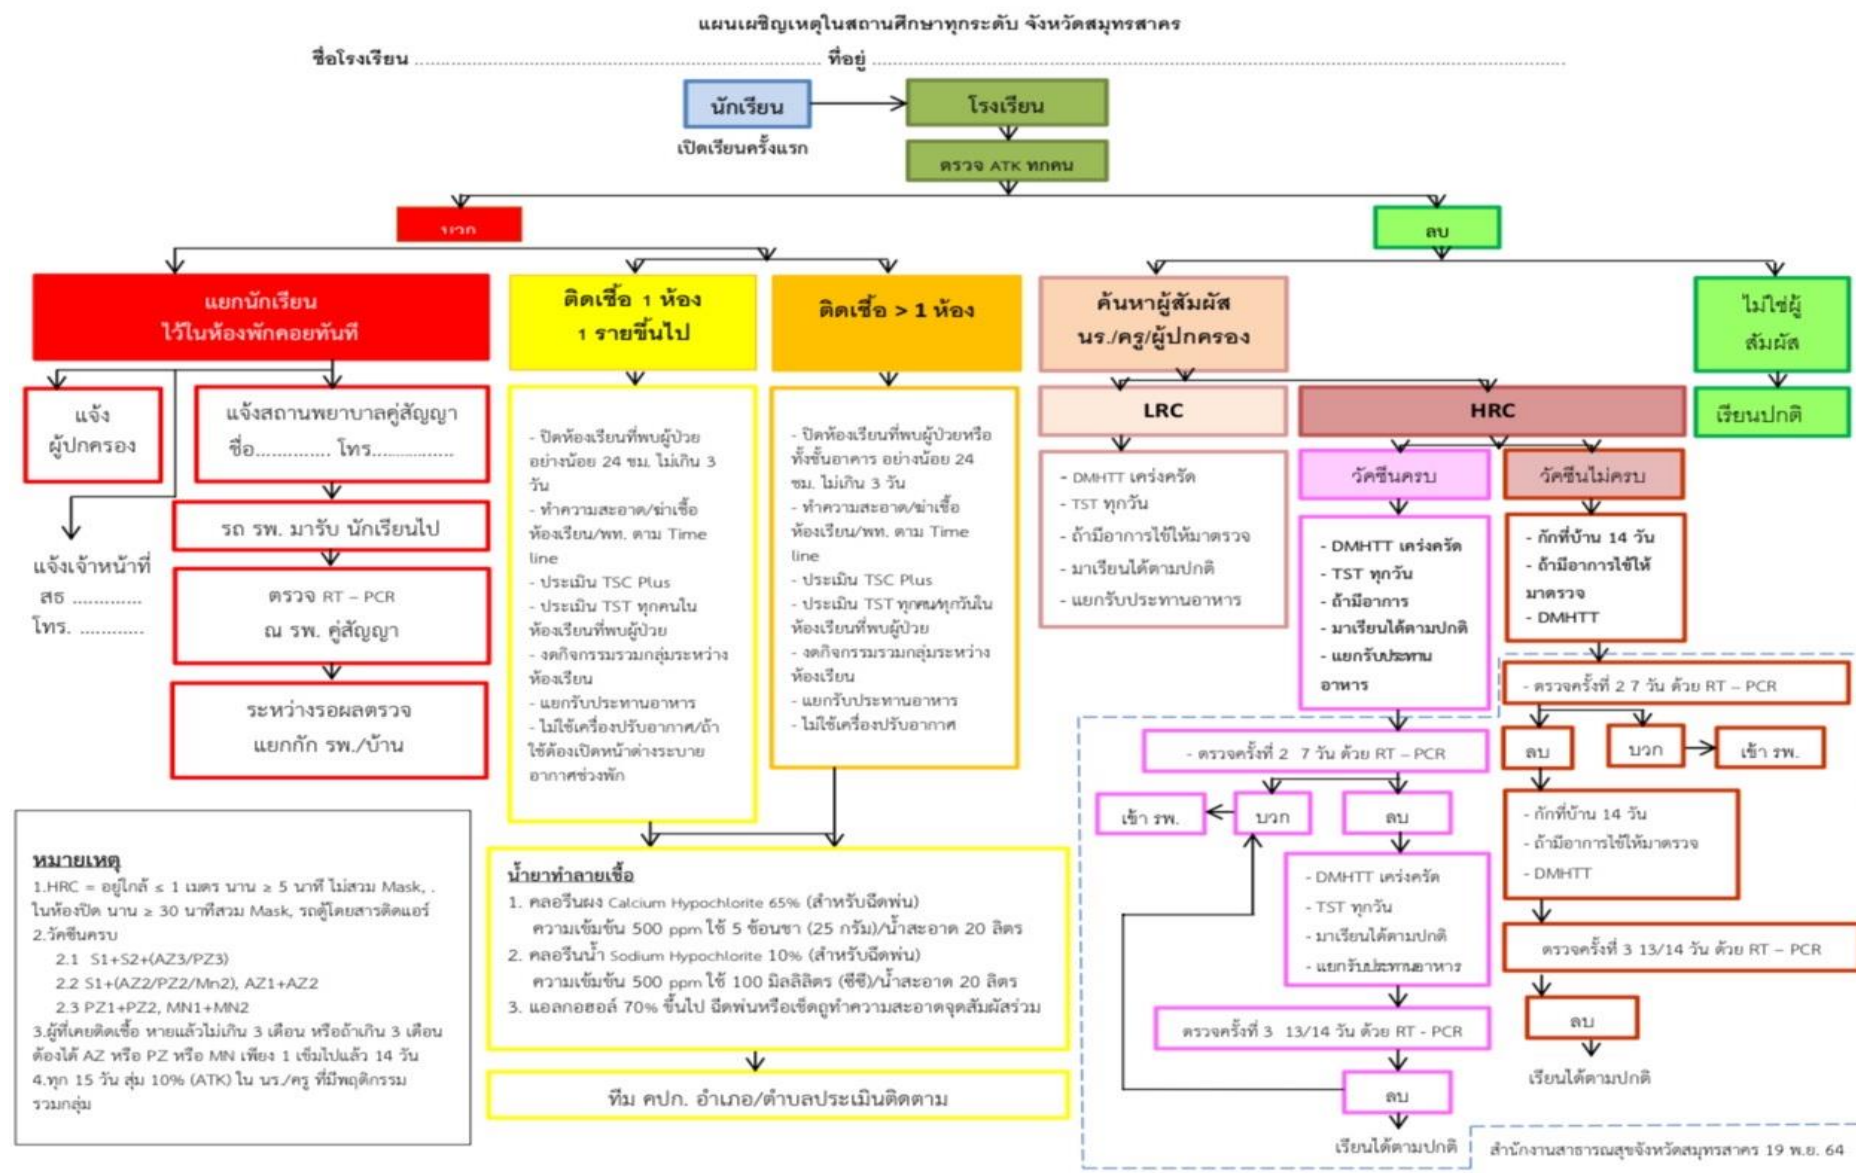 แผนเผชิญเหตุในสถานศึกษาทุกระดับ จังหวัดสมุทรสาคร
ชื่อโรงเรียน ........................ ที่อยู่ ........................
นักเรียน
โรงเรียน
เปิดเรียนครั้งแรก
ตรวจ ATK ทุกคน
บวก
ลบ
แยกนักเรียน
ไว้ในห้องพักคอยทันที
แจ้ง
ผู้ปกครอง
แจ้งสถานพยาบาลคู่สัญญา
ชื่อ.............. โทร................
แจ้งเจ้าหน้าที่
สธ .............
โทร. ............
รถ รพ. มารับ นักเรียนไป
ตรวจ RT – PCR
ณ รพ. คู่สัญญา
ระหว่างรอผลตรวจ
แยกกัก รพ./บ้าน
ติดเชื้อ 1 ห้อง
1 รายขึ้นไป
- ปิดห้องเรียนที่พบผู้ป่วย
อย่างน้อย 24 ชม. ไม่เกิน 3
วัน
- ทำความสะอาด/ฆ่าเชื้อ
ห้องเรียน/พท. ตาม Time
line
- ประเมิน TSC Plus
- ประเมิน TST ทุกคนใน
ห้องเรียนที่พบผู้ป่วย
- งดกิจกรรมรวมกลุ่มระหว่าง
ห้องเรียน
- แยกรับประทานอาหาร
- ไม่ใช้เครื่องปรับอากาศ/ถ้า
ใช้ต้องเปิดหน้าต่างระบาย
อากาศช่วงพัก
ติดเชื้อ > 1 ห้อง
- ปิดห้องเรียนที่พบผู้ป่วยหรือ
ทั้งชั้นอาคาร อย่างน้อย 24
ชม. ไม่เกิน 3 วัน
- ทำความสะอาด/ฆ่าเชื้อ
ห้องเรียน/พท. ตาม Time
line
- ประเมิน TSC Plus
- ประเมิน TST ทุกคน/ทุกวันใน
ห้องเรียนที่พบผู้ป่วย
- งดกิจกรรมรวมกลุ่มระหว่าง
ห้องเรียน
- แยกรับประทานอาหาร
- ไม่ใช้เครื่องปรับอากาศ
น้ำยาทำลายเชื้อ
1. คลอรีนผง Calcium Hypochlorite 65% (สำหรับฉีดพ่น)
ความเข้มข้น 500 ppm ใช้ 5 ช้อนชา (25 กรัม)/น้ำสะอาด 20 ลิตร
2. คลอรีนน้ำ Sodium Hypochlorite 10% (สำหรับฉีดพ่น)
ความเข้มข้น 500 ppm ใช้ 100 มิลลิลิตร (ซีซี)/น้ำสะอาด 20 ลิตร
3. แอลกอฮอล์ 70% ขึ้นไป ฉีดพ่นหรือเช็ดถูทำความสะอาดจุดสัมผัสร่วม
ทีม คปก. อำเภอ/ตำบลประเมินติดตาม
ค้นหาผู้สัมผัส
นร./ครู/ผู้ปกครอง
ไม่ใช่ผู้
สัมผัส
เรียนปกติ
LRC
- DMHTT เคร่งครัด
- TST ทุกวัน
- ถ้ามีอาการไข้ให้มาตรวจ
- มาเรียนได้ตามปกติ
- แยกรับประทานอาหาร
HRC
วัคซีนครบ
- DMHTT เคร่งครัด
- TST ทุกวัน
- ถ้ามีอาการ
- มาเรียนได้ตามปกติ
- แยกรับประทาน
อาหาร
- ตรวจครั้งที่ 2 7 วัน ด้วย RT – PCR
เข้า รพ.
บวก
ลบ
- DMHTT เคร่งครัด
- TST ทุกวัน
- มาเรียนได้ตามปกติ
- แยกรับประทานอาหาร
ตรวจครั้งที่ 3 13/14 วัน ด้วย RT - PCR
ลบ
เรียนได้ตามปกติ
วัคซีนไม่ครบ
- กักที่บ้าน 14 วัน
- ถ้ามีอาการไข้ให้
มาตรวจ
- DMHTT
- ตรวจครั้งที่ 2 7 วัน ด้วย RT – PCR
ลบ
บวก
เข้า รพ.
- กักที่บ้าน 14 วัน
- ถ้ามีอาการไข้ให้มาตรวจ
- DMHTT
ตรวจครั้งที่ 3 13/14 วัน ด้วย RT – PCR
ลบ
เรียนได้ตามปกติ
หมายเหตุ
1.HRC = อยู่ใกล้ ≤ 1 เมตร นาน ≥ 5 นาที ไม่สวม Mask, .
ในห้องปิด นาน ≥ 30 นาทีสวม Mask, รถตู้โดยสารติดแอร์
2.วัคซีนครบ
2.1 S1+S2+(AZ3/PZ3)
2.2 S1+(AZ2/PZ2/Mn2), AZ1+AZ2
2.3 PZ1+PZ2, MN1+MN2
3.ผู้ที่เคยติดเชื้อ หายแล้วไม่เกิน 3 เดือน หรือถ้าเกิน 3 เดือน
ต้องได้ AZ หรือ PZ หรือ MN เพียง 1 เข็มไปแล้ว 14 วัน
4.ทุก 15 วัน สุ่ม 10% (ATK) ใน นร./ครู ที่มีพฤติกรรม
รวมกลุ่ม
สำนักงานสาธารณสุขจังหวัดสมุทรสาคร 19 พ.ย. 64